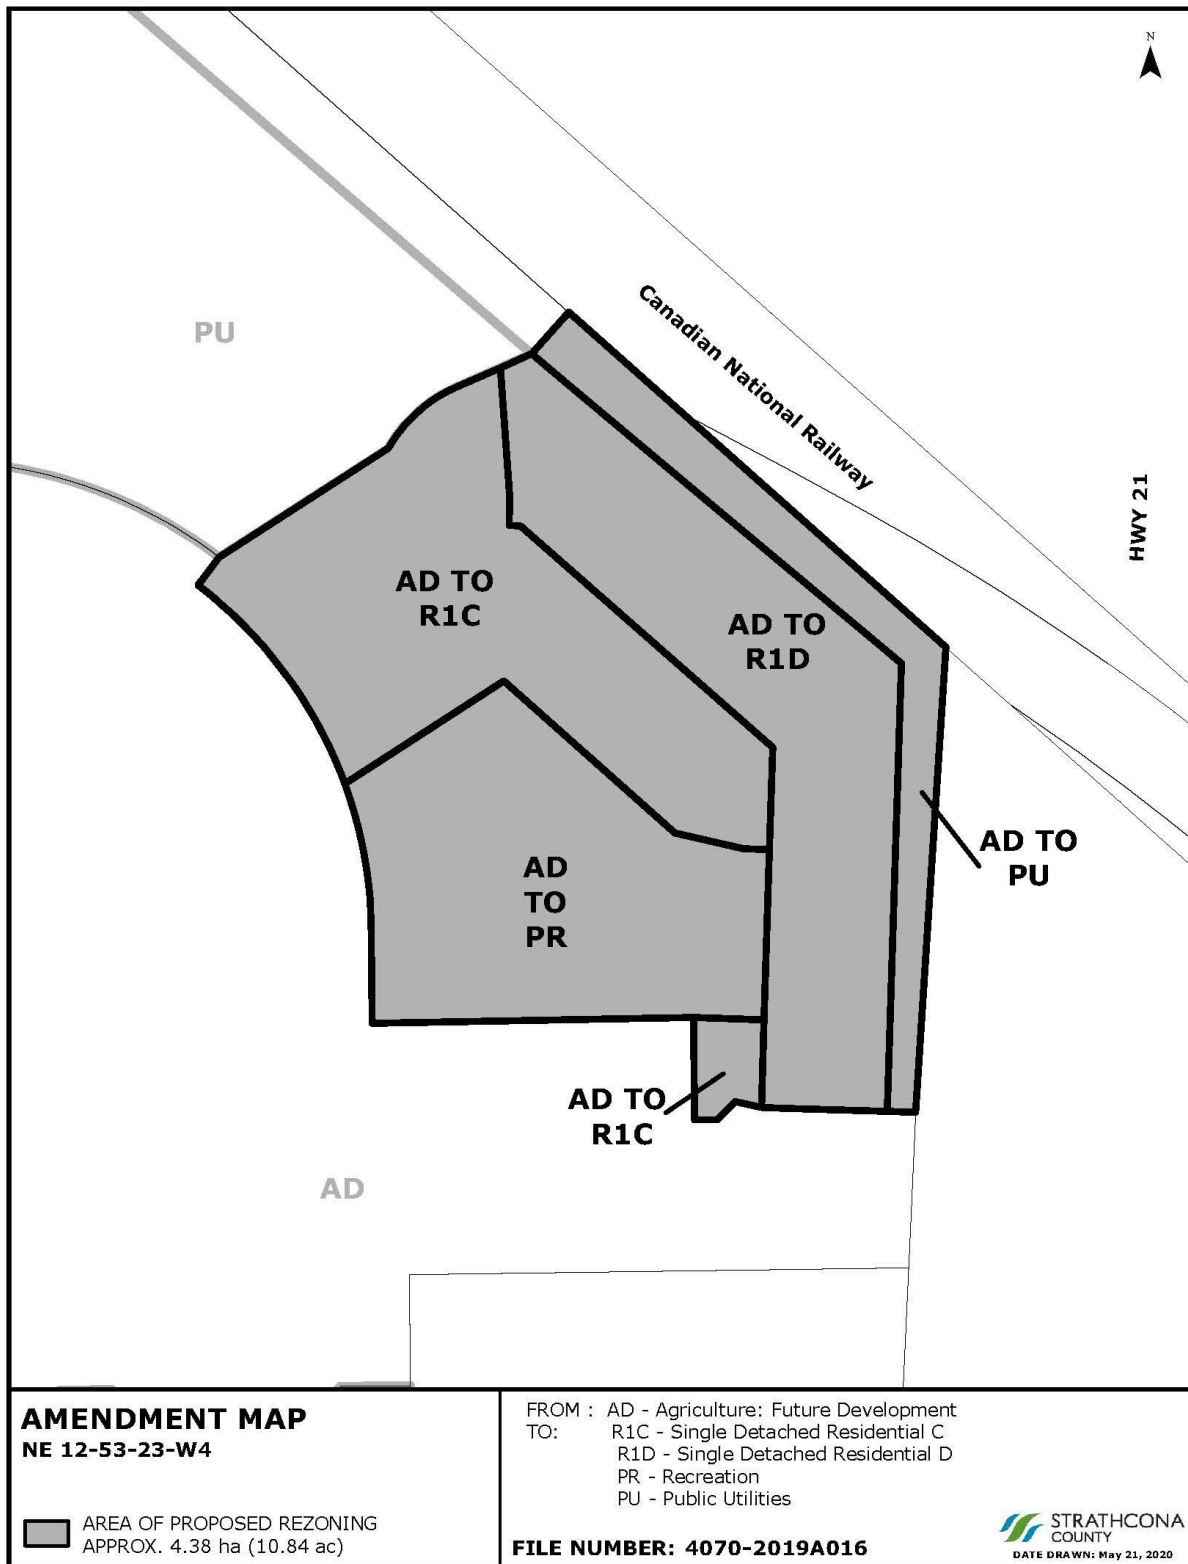 N
PU
Canadian National Railway
HWY 21
AD TO
R1C
AD TO
R1D
AD TO
PU
AD
TO
PR
AD TO
R1C
AD
AMENDMENT MAP
NE 12-53-23-W4
AREA OF PROPOSED REZONING
APPROX. 4.38 ha (10.84 ac)
FROM : AD - Agriculture: Future Development
TO: R1C - Single Detached Residential C
R1D - Single Detached Residential D
PR - Recreation
PU - Public Utilities
FILE NUMBER: 4070-2019A016
STRATHCONA
COUNTY
DATE DRAWN: May 21, 2020